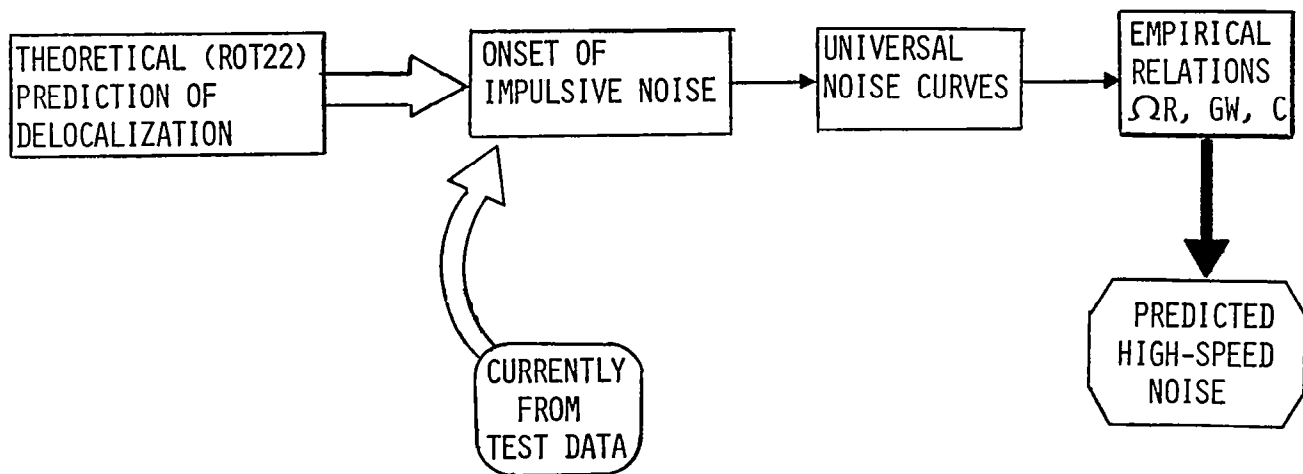 THEORETICAL (ROT22)
PREDICTION OF
DELOCALIZATION
ONSET OF
IMPULSIVE NOISE
UNIVERSAL
NOISE CURVES
EMPIRICAL
RELATIONS
ΩR, GW, C
CURRENTLY
FROM
TEST DATA
PREDICTED
HIGH-SPEED
NOISE